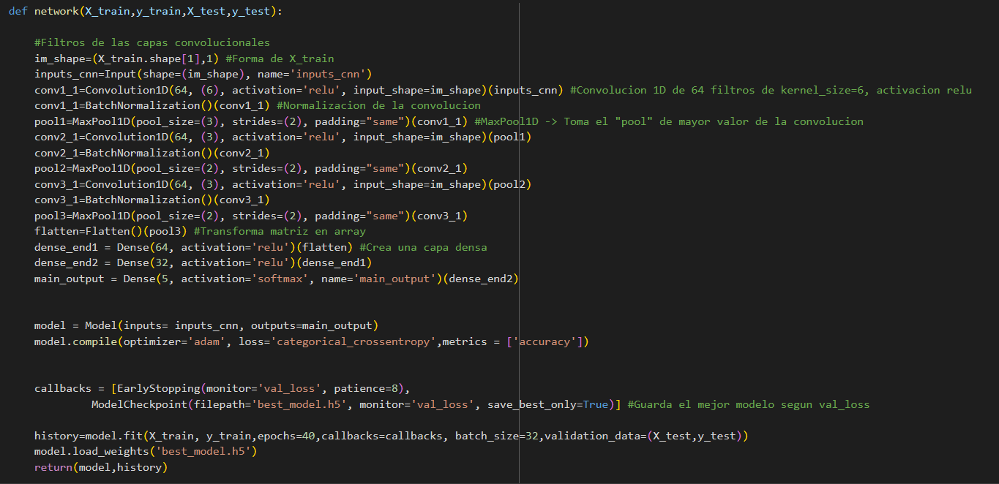 def network(X_train,y_train,X_test,y_test):
#Filtros de las capas convolucionales
im_shape=(X_train.shape[1],1) #Forma de X_train
inputs_cnn=Input(shape=(im_shape), name='inputs_cnn')
conv1_1=Convolution1D(64, (6), activation='relu', input_shape=im_shape)(inputs_cnn) #Convolucion 1D de 64 filtros de kernel_size=6, activacion relu
conv1_1=BatchNormalization()(conv1_1) #Normalizacion de la convolucion
pool1=MaxPool1D(pool_size=(3), strides=(2), padding="same")(conv1_1) #MaxPool1D -> Toma el "pool" de mayor valor de la convolucion
conv2_1=Convolution1D(64, (3), activation='relu', input_shape=im_shape)(pool1)
conv2_1=BatchNormalization()(conv2_1)
pool2=MaxPool1D(pool_size=(2), strides=(2), padding="same")(conv2_1)
conv3_1=Convolution1D(64, (3), activation='relu', input_shape=im_shape)(pool2)
conv3_1=BatchNormalization()(conv3_1)
pool3=MaxPool1D(pool_size=(2), strides=(2), padding="same")(conv3_1)
flatten=Flatten()(pool3) #Transforma matriz en array
dense_end1 = Dense(64, activation='relu')(flatten) #Crea una capa densa
dense_end2 = Dense(32, activation='relu')(dense_end1)
main_output = Dense(5, activation='softmax', name='main_output')(dense_end2)
model = Model(inputs= inputs_cnn, outputs=main_output)
model.compile(optimizer='adam', loss='categorical_crossentropy',metrics = ['accuracy'])
callbacks = [EarlyStopping(monitor='val_loss', patience=8),
ModelCheckpoint(filepath='best_model.h5', monitor='val_loss', save_best_only=True)] #Guarda el mejor modelo segun val_loss
history=model.fit(X_train, y_train,epochs=40,callbacks=callbacks, batch_size=32,validation_data=(X_test,y_test))
model.load_weights('best_model.h5')
return(model,history)